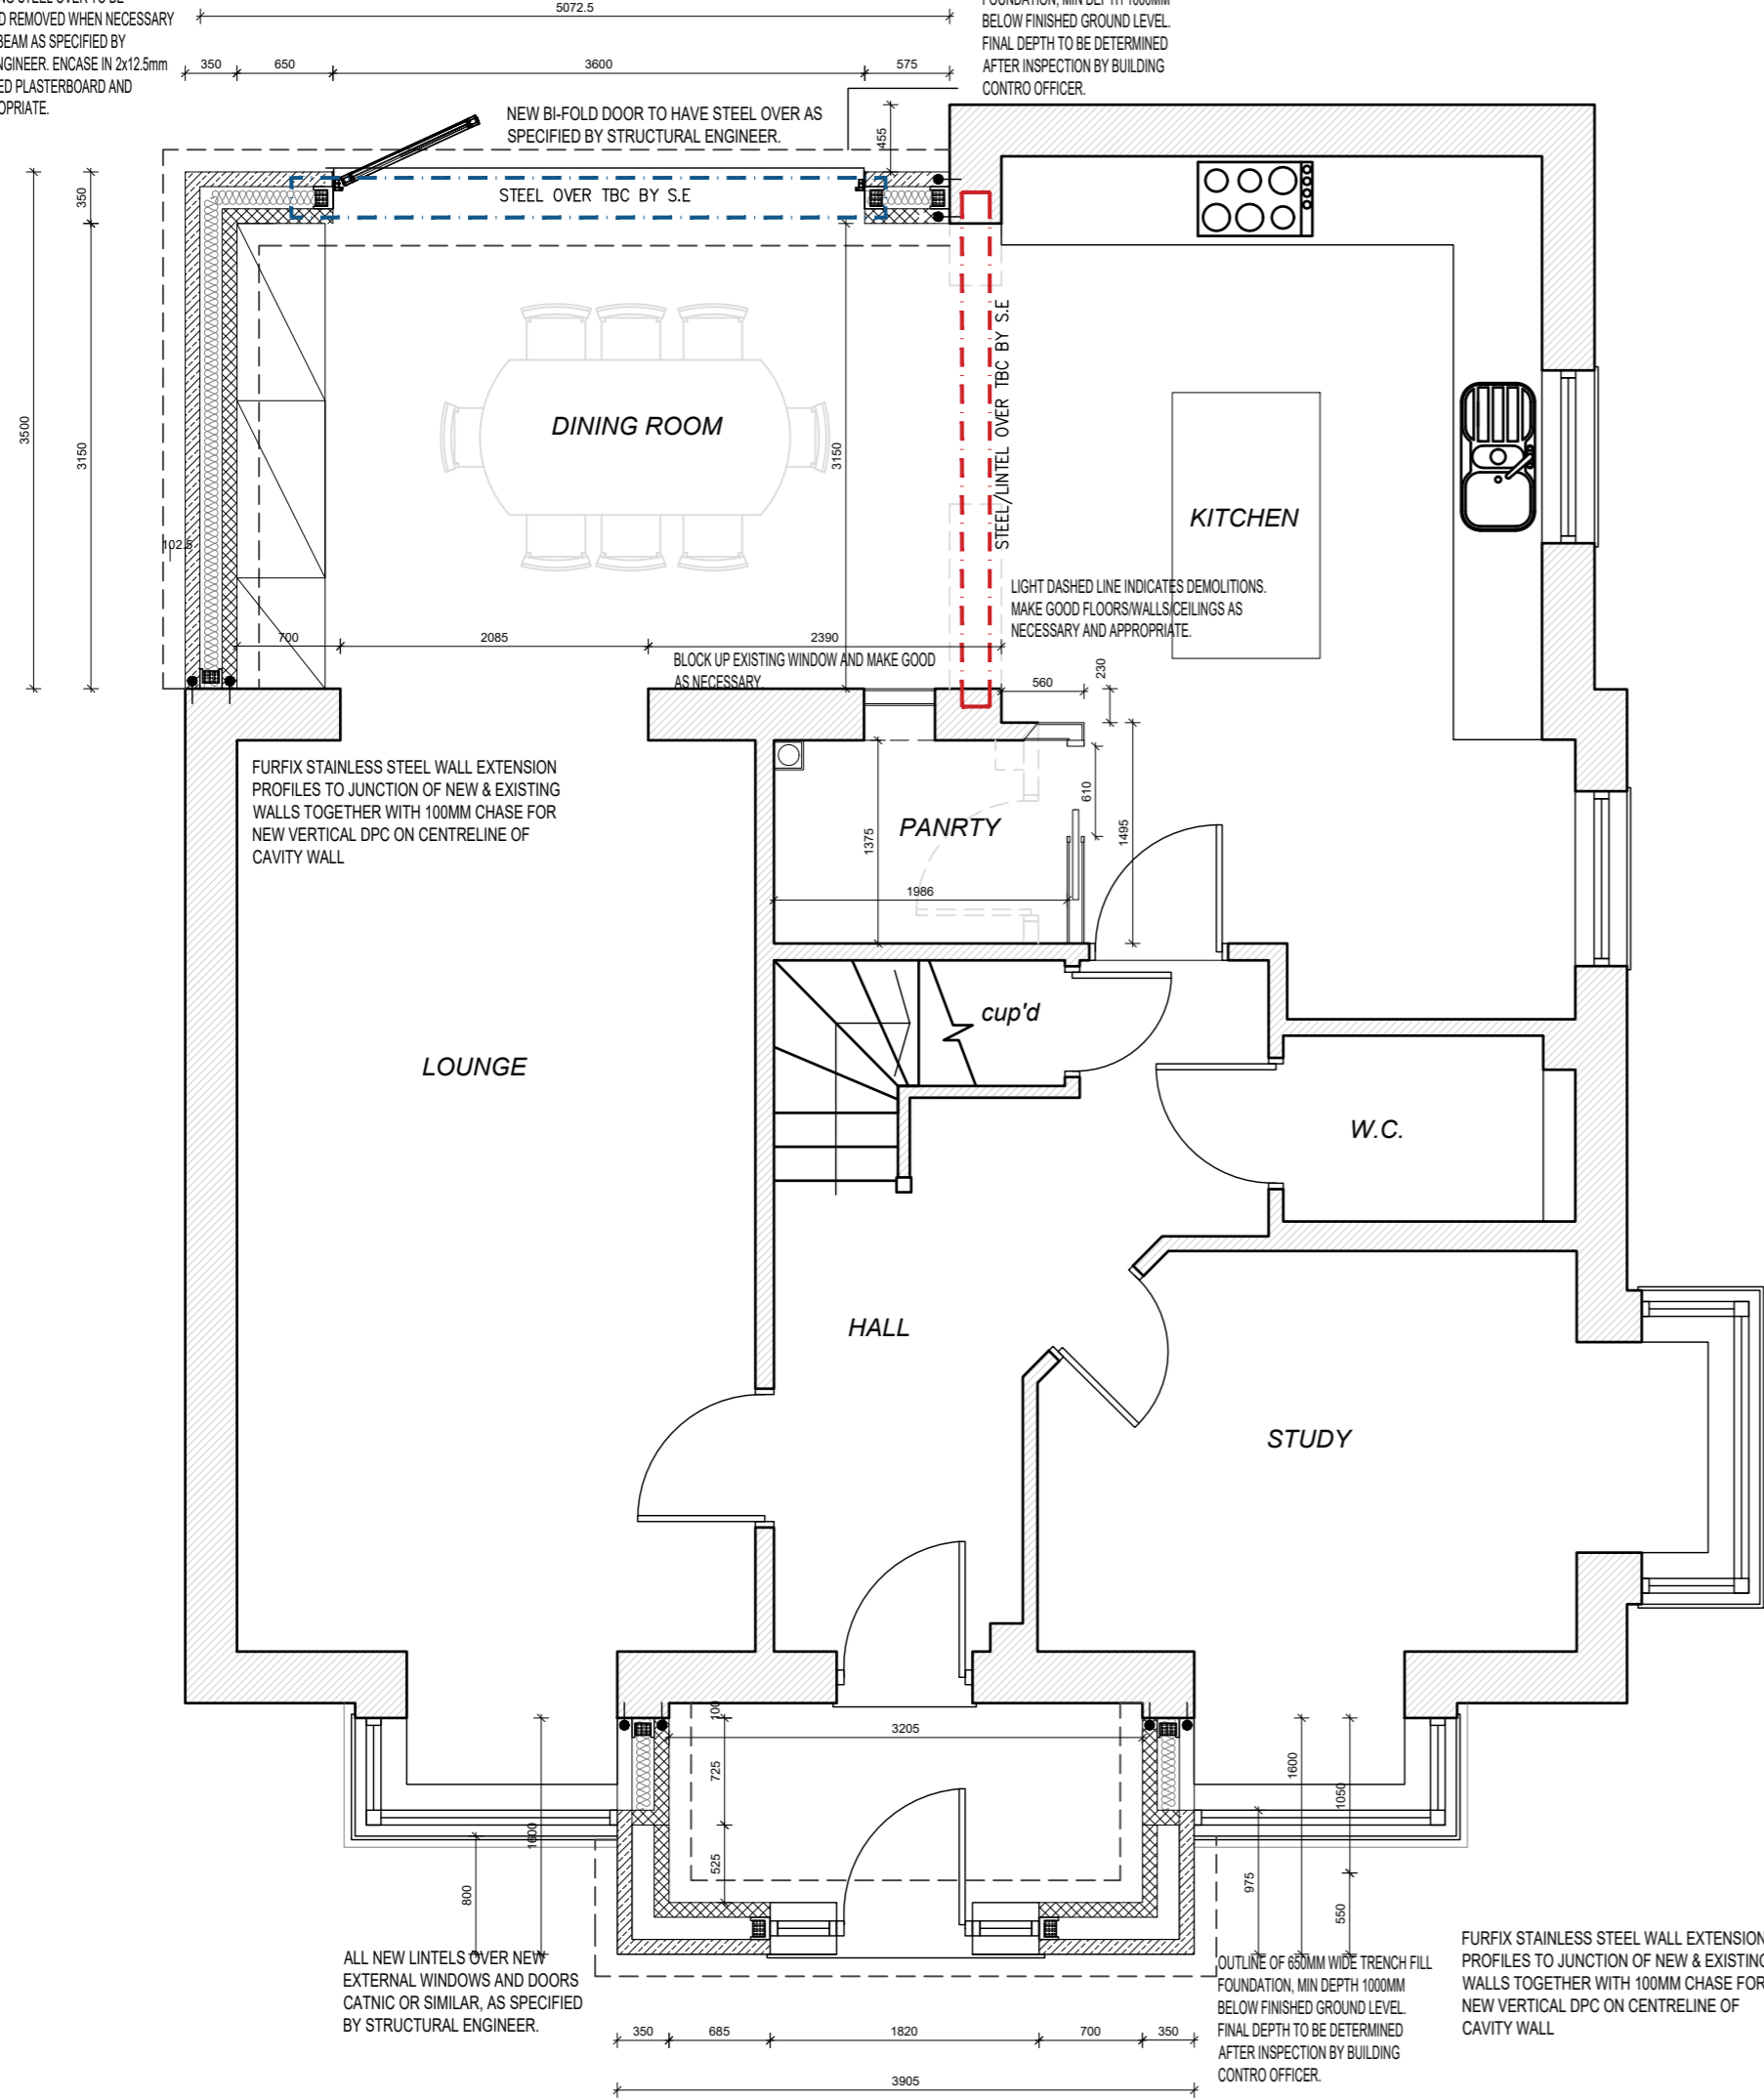 D REMOVED WHEN NECESSARY
BEAM AS SPECIFIED BY
NGINEER. ENCASE IN 2x12.5mm
ED PLASTERBOARD AND
OPRIATE.
5072.5
350
650
3600
575
BELOW FINISHED GROUND LEVEL.
FINAL DEPTH TO BE DETERMINED
AFTER INSPECTION BY BUILDING
CONTRO OFFICER.
NEW BI-FOLD DOOR TO HAVE STEEL OVER AS
SPECIFIED BY STRUCTURAL ENGINEER.
455
STEEL OVER TBC BY S.E
350
3500
3150
3150
102.5
DINING ROOM
STEEL/LINTEL OVER TBC BY S.E
KITCHEN
LIGHT DASHED LINE INDICATES DEMOLITIONS.
MAKE GOOD FLOORS/WALLS/CEILINGS AS
NECESSARY AND APPROPRIATE.
700
2085
2390
BLOCK UP EXISTING WINDOW AND MAKE GOOD
AS NECESSARY.
560
230
FURFIX STAINLESS STEEL WALL EXTENSION
PROFILES TO JUNCTION OF NEW & EXISTING
WALLS TOGETHER WITH 100MM CHASE FOR
NEW VERTICAL DPC ON CENTRELINE OF
CAVITY WALL
610
1375
PANRTY
1495
1986
cup'd
LOUNGE
W.C.
HALL
STUDY
100
3205
725
525
1600
800
1600
1050
975
550
ALL NEW LINTELS OVER NEW
EXTERNAL WINDOWS AND DOORS
CATNIC OR SIMILAR, AS SPECIFIED
BY STRUCTURAL ENGINEER.
OUTLINE OF 650MM WIDE TRENCH FILL
FOUNDATION, MIN DEPTH 1000MM
BELOW FINISHED GROUND LEVEL.
FINAL DEPTH TO BE DETERMINED
AFTER INSPECTION BY BUILDING
CONTRO OFFICER.
FURFIX STAINLESS STEEL WALL EXTENSION
PROFILES TO JUNCTION OF NEW & EXISTING
WALLS TOGETHER WITH 100MM CHASE FOR
NEW VERTICAL DPC ON CENTRELINE OF
CAVITY WALL
350
685
1820
700
350
3905